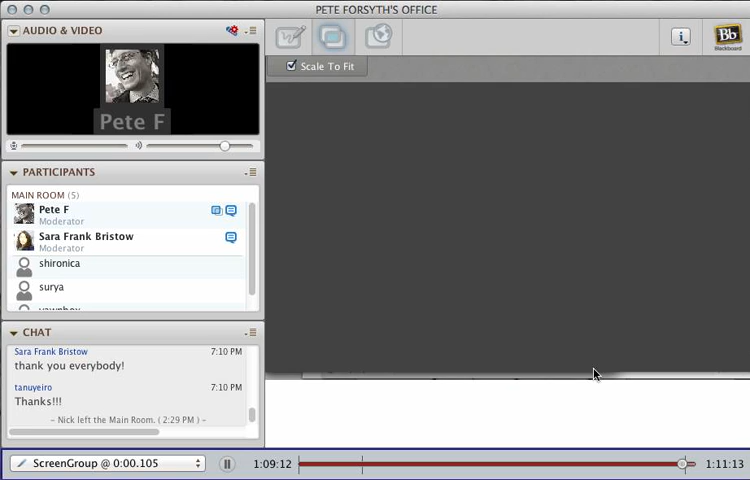 PETE FORSYTH'S OFFICE
AUDIO & VIDEO
Pete F
Scale To Fit
i
Bb
Blackboard
PARTICIPANTS
MAIN ROOM (5)
Pete F
Moderator
Sara Frank Bristow
Moderator
shironica
surya
CHAT
Sara Frank Bristow 7:10 PM
thank you everybody!
tanuyeiro 7:10 PM
Thanks!!!
– Nick left the Main Room. ( 2:29 PM ) –
ScreenGroup @ 0:00.105
1:09:12
1:11:13